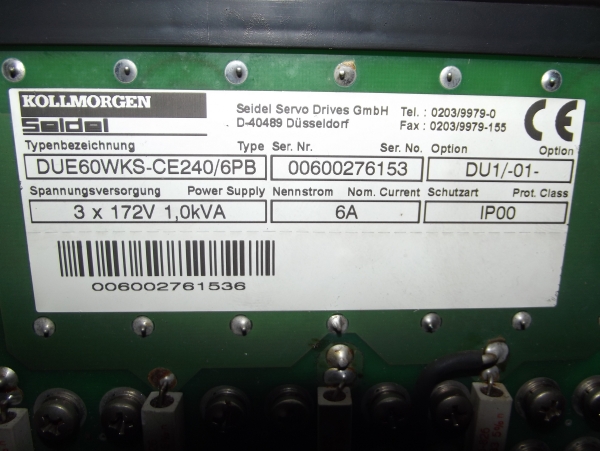 KOLLMORGEN
Seidel
Seidel Servo Drives GmbH Tel. : 0203/9979-0
D-40489 Düsseldorf Fax : 0203/9979-155
CE
Typenbezeichnung Type Ser. Nr. Ser. No. Option Option
DUE60WKS-CE240/6PB 00600276153 DU1/-01-
Spannungsversorgung Power Supply Nennstrom Nom. Current Schutzart Prot. Class
3 x 172V 1,0kVA 6A IP00
006002761536